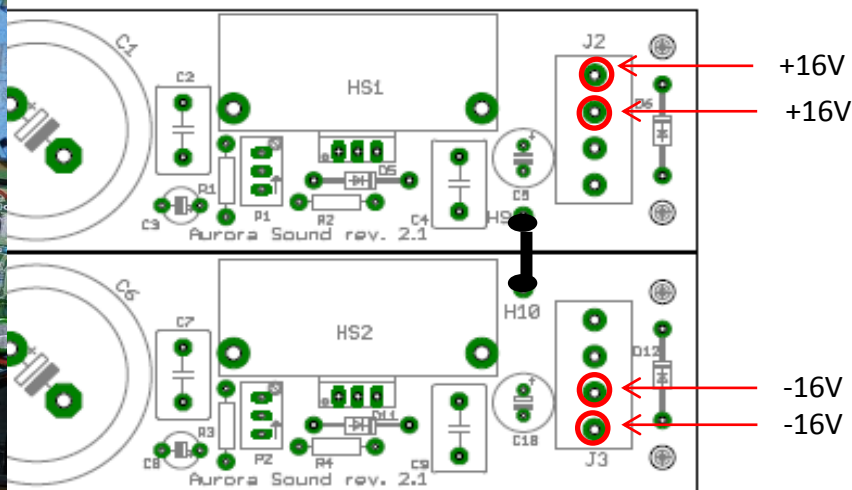 C1
C2
HS1
J2
+16V
+16V
D6
D5
R1
P1
R2
C3
C4
C5
H9
Aurora Sound rev. 2.1
C6
C7
HS2
H10
D12
D11
R3
P2
R4
C8
C9
C18
-16V
-16V
J3
Aurora Sound rev. 2.1